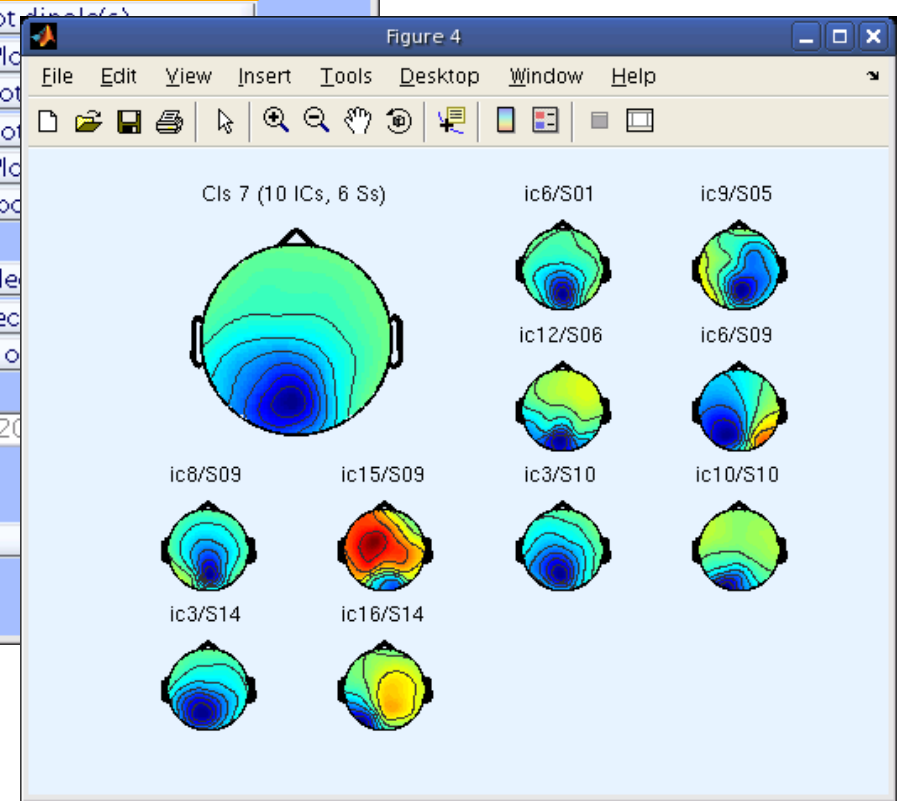 Figure 4
File Edit View Insert Tools Desktop Window Help
Cls 7 (10 ICs, 6 Ss)
ic6/S01
ic9/S05
ic12/S06
ic6/S09
ic8/S09
ic15/S09
ic3/S10
ic10/S10
ic3/S14
ic16/S14